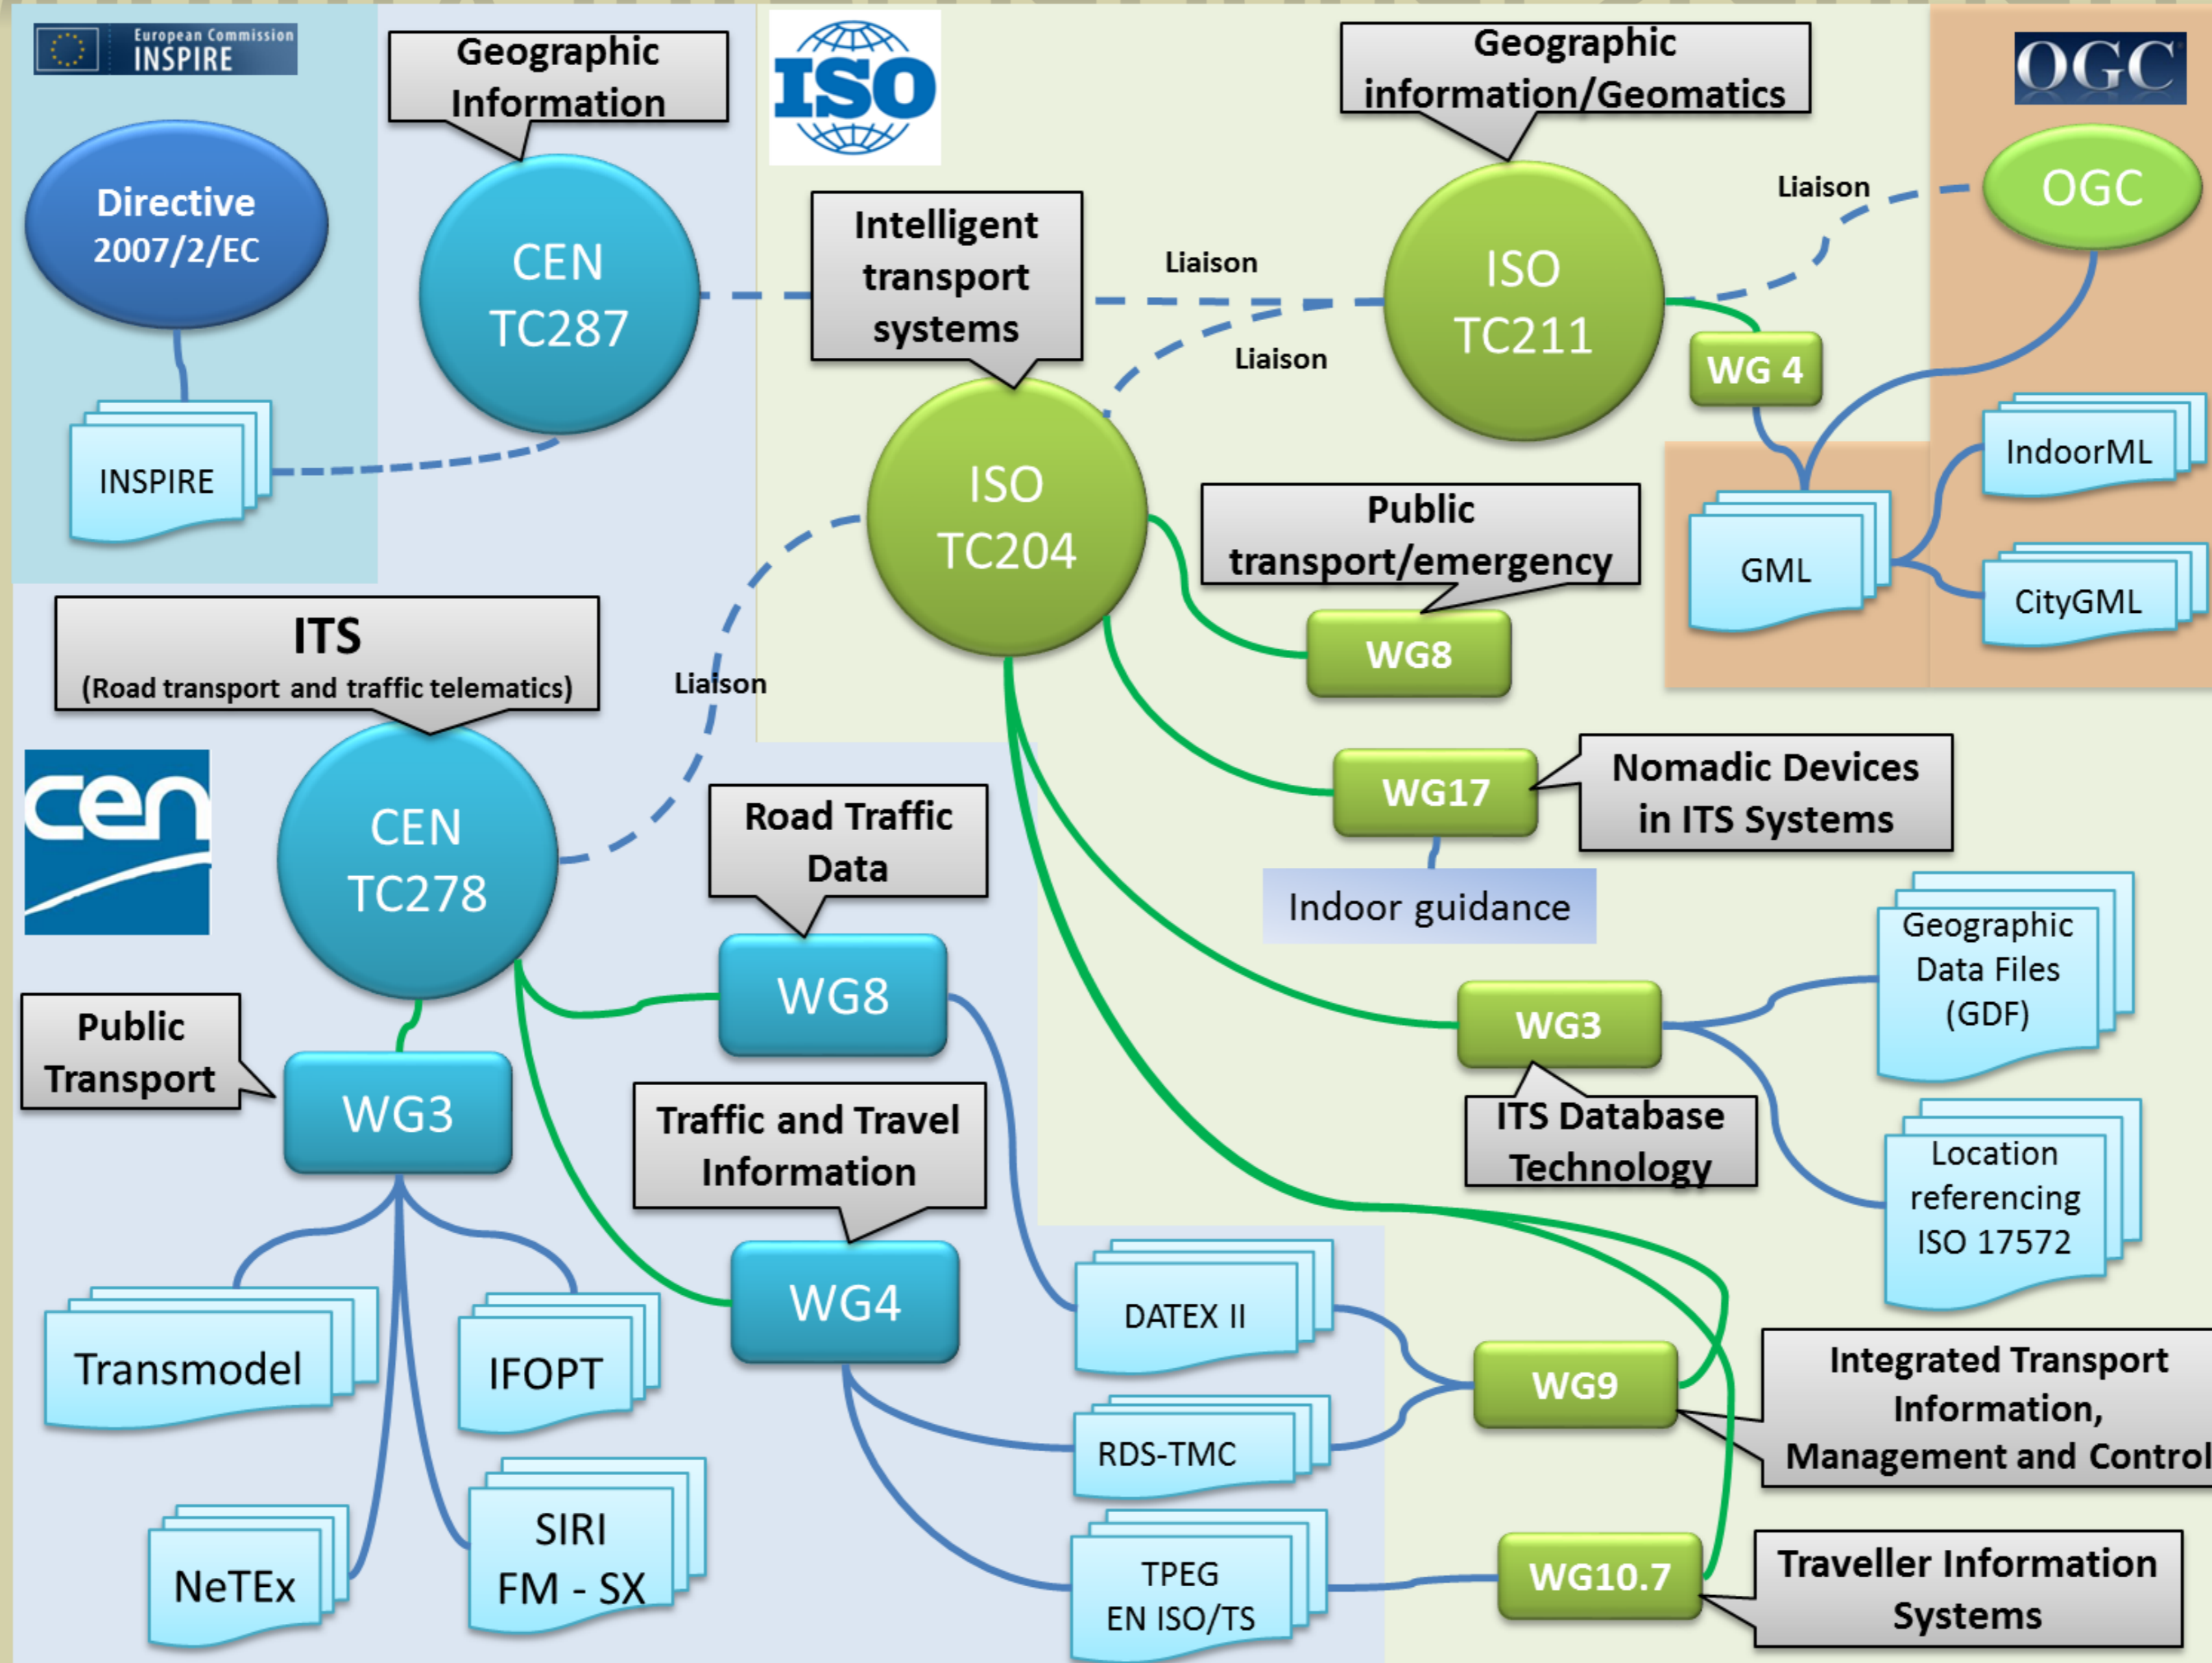 European Commission
INSPIRE
Geographic
Information
ISO
Geographic
information/Geomatics
OGC
Directive
2007/2/EC
CEN
TC287
Intelligent
transport
systems
Liaison
Liaison
ISO
TC211
Liaison
OGC
WG 4
INSPIRE
ISO
TC204
Public
transport/emergency
WG8
GML
IndoorML
CityGML
ITS
(Road transport and traffic telematics)
Liaison
cen
CEN
TC278
Road Traffic
Data
WG17
Nomadic Devices
in ITS Systems
Indoor guidance
WG8
Geographic
Data Files
(GDF)
Public
Transport
WG3
WG3
ITS Database
Technology
Traffic and Travel
Information
Location
referencing
ISO 17572
WG4
Transmodel
IFOPT
DATEX II
WG9
Integrated Transport
Information,
Management and Control
RDS-TMC
NeTEx
SIRI
FM - SX
TPEG
EN ISO/TS
WG10.7
Traveller Information
Systems